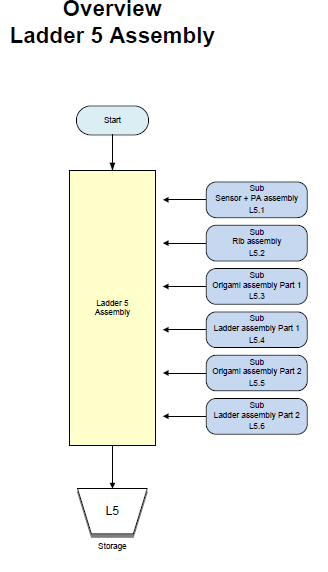 Overview
Ladder 5 Assembly
Start
Sub
Sensor + PA assembly
L5.1
Sub
Rib assembly
L5.2
Sub
Origami assembly Part 1
L5.3
Ladder 5
Assembly
Sub
Ladder assembly Part 1
L5.4
Sub
Origami assembly Part 2
L5.5
Sub
Ladder assembly Part 2
L5.6
L5
Storage